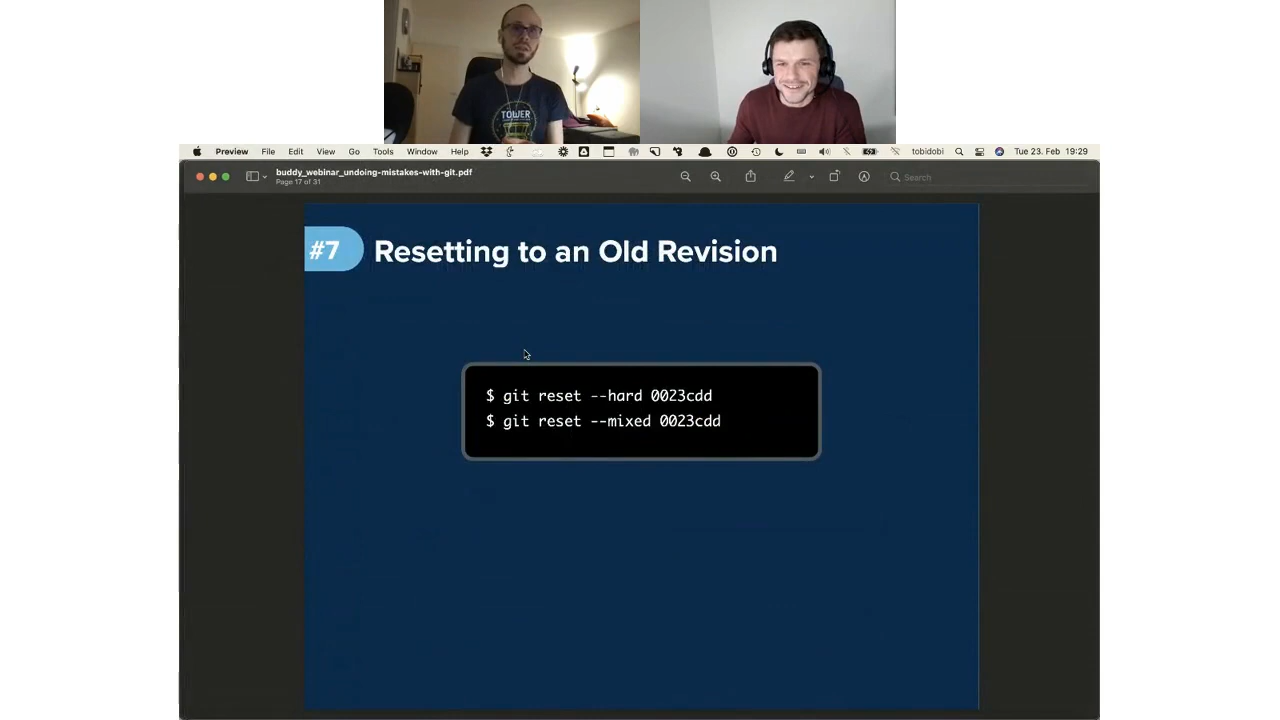 TOWER
Preview File Edit View Go Tools Window Help tobidobi Tue 23. Feb 19:29
buddy_webinar_undoing-mistakes-with-git.pdf
Page 17 of 31
Search
#7 Resetting to an Old Revision
$ git reset --hard 0023cdd
$ git reset --mixed 0023cdd